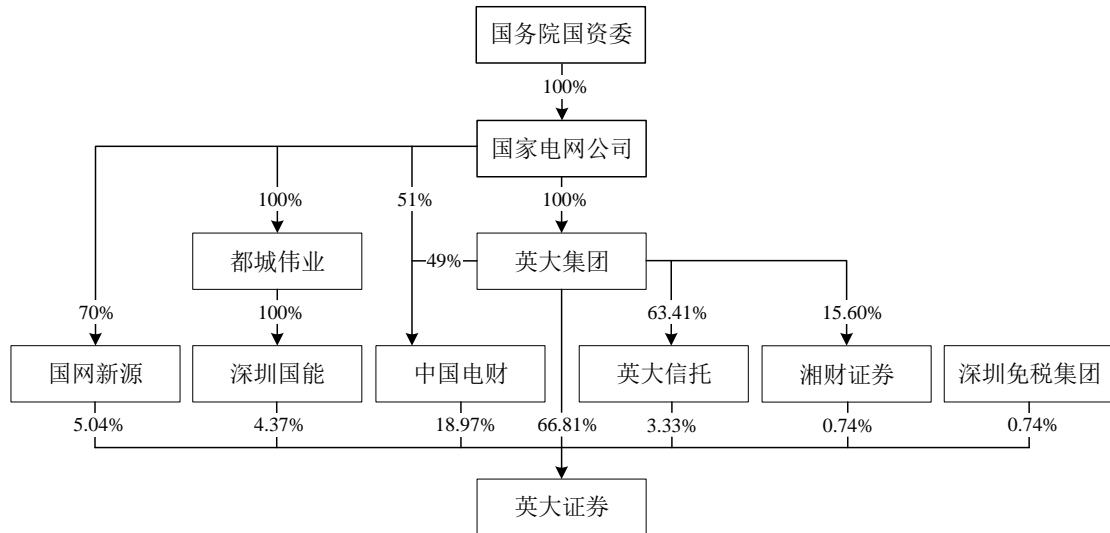 国务院国资委
100%
国家电网公司
100%
51%
100%
都城伟业
49%
英大集团
70%
100%
63.41%
15.60%
国网新源
深圳国能
中国电财
英大信托
湘财证券
深圳免税集团
5.04%
4.37%
18.97%
66.81%
3.33%
0.74%
0.74%
英大证券